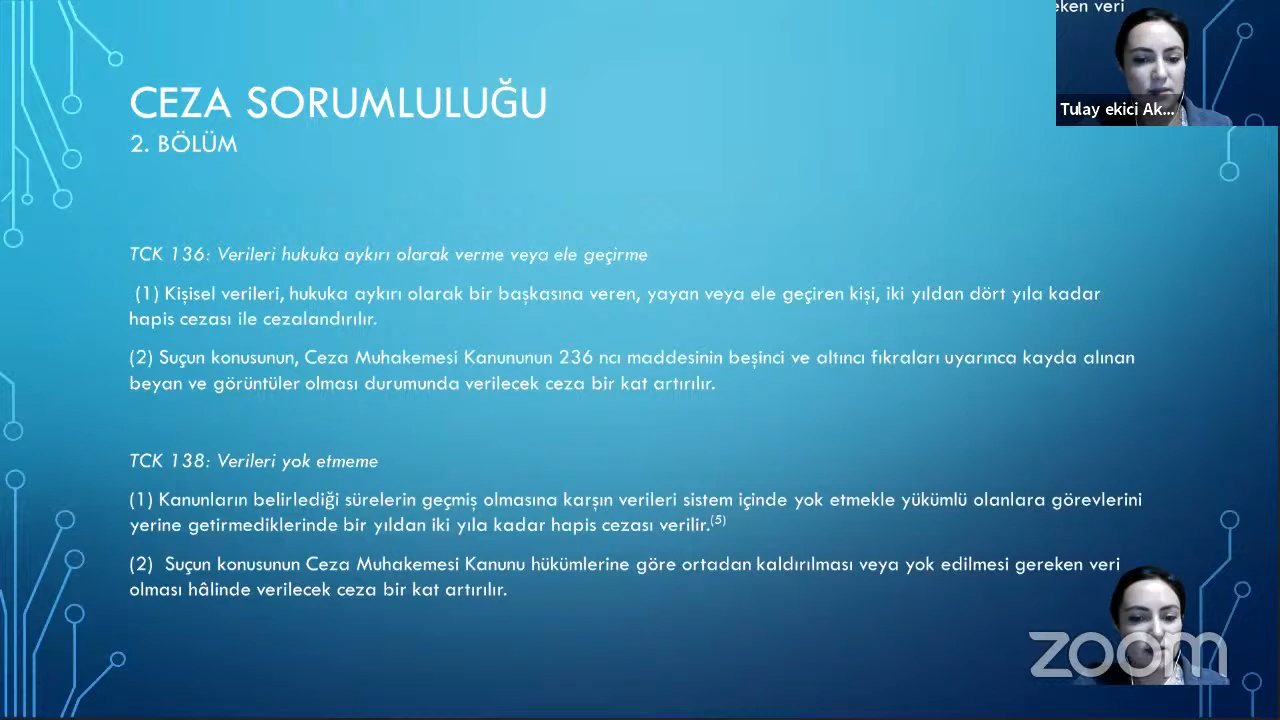 eken veri
Tulay ekici Ak...
CEZA SORUMLULUĞU
2. BÖLÜM
TCK 136: Verileri hukuka aykırı olarak verme veya ele geçirme
(1) Kişisel verileri, hukuka aykırı olarak bir başkasına veren, yayan veya ele geçiren kişi, iki yıldan dört yıla kadar
hapis cezası ile cezalandırılır.
(2) Suçun konusunun, Ceza Muhakemesi Kanununun 236 ncı maddesinin beşinci ve altıncı fıkraları uyarınca kayda alınan
beyan ve görüntüler olması durumunda verilecek ceza bir kat artırılır.
TCK 138: Verileri yok etmeme
(1) Kanunların belirlediği sürelerin geçmiş olmasına karşın verileri sistem içinde yok etmekle yükümlü olanlara görevlerini
yerine getirmediklerinde bir yıldan iki yıla kadar hapis cezası verilir.(5)
(2) Suçun konusunun Ceza Muhakemesi Kanunu hükümlerine göre ortadan kaldırılması veya yok edilmesi gereken veri
olması hâlinde verilecek ceza bir kat artırılır.
zoom